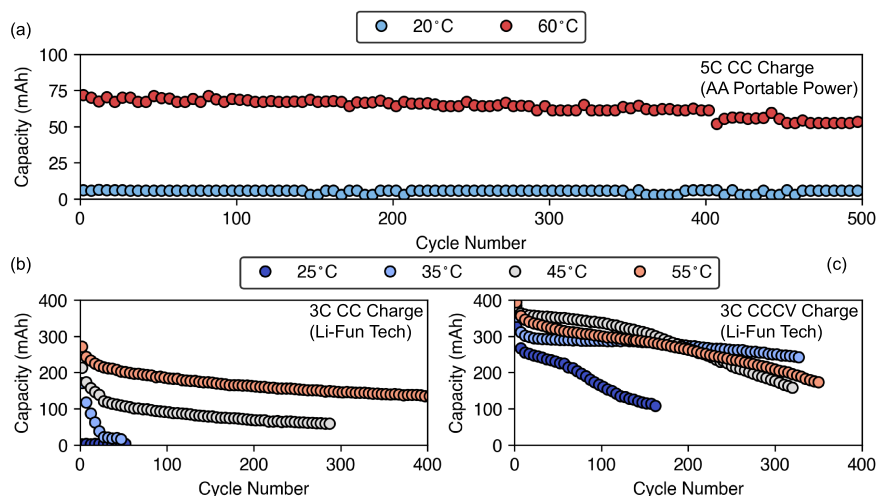 (a)
20°C
60°C
100
75
50
25
0
Capacity (mAh)
5C CC Charge
(AA Portable Power)
0
100
200
300
400
500
Cycle Number
(b)
25°C
35°C
45°C
55°C
(c)
400
300
200
100
0
Capacity (mAh)
3C CC Charge
(Li-Fun Tech)
0
100
200
300
400
Cycle Number
400
300
200
100
0
Capacity (mAh)
3C CCCV Charge
(Li-Fun Tech)
0
100
200
300
400
Cycle Number